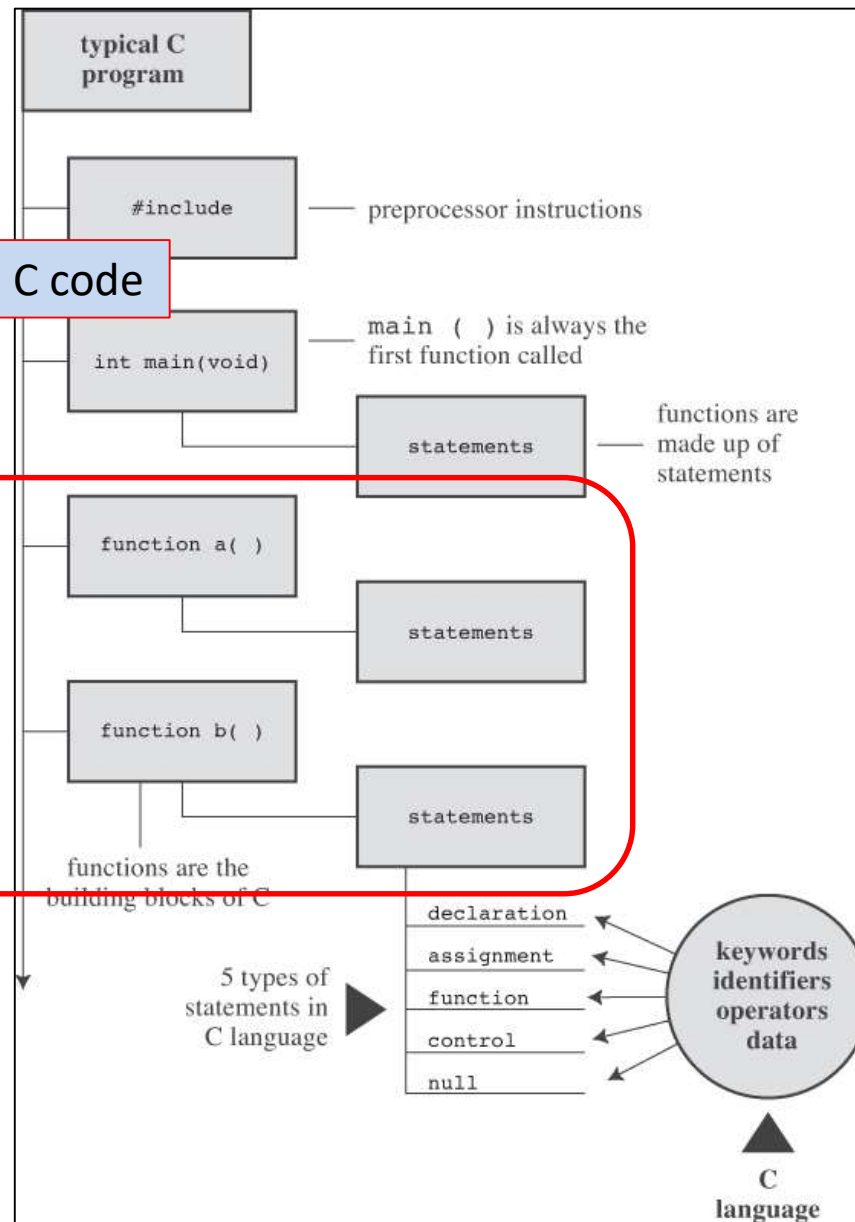 typical C
program
#include
preprocessor instructions
C code
main ( ) is always the
first function called
int main(void)
statements
functions are
made up of
statements
function a( )
statements
function b( )
statements
functions are the
building blocks of C
declaration
assignment
function
control
null
5 types of
statements in
C language
keywords
identifiers
operators
data
C
language